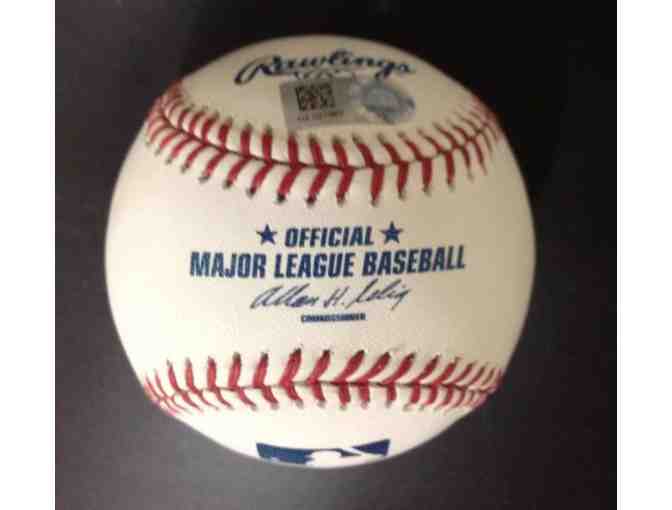 Rawlings
OFFICIAL
MAJOR LEAGUE BASEBALL
Allan H. Selig
COMMISSIONER